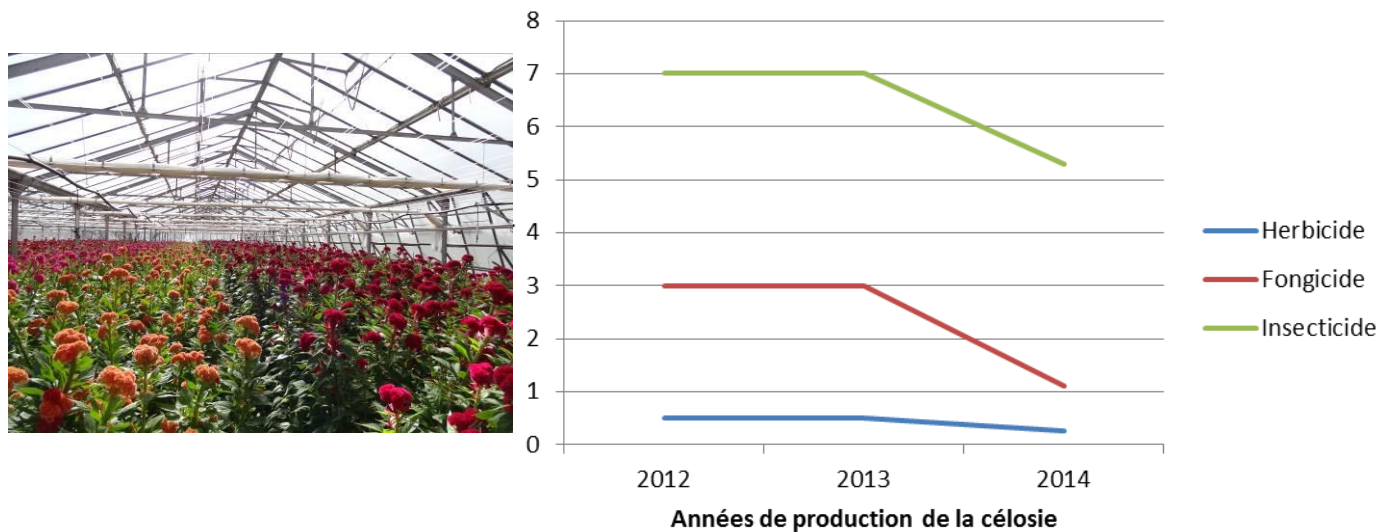 8
7
6
5
4
3
2
1
0
2012 2013 2014
Années de production de la célosie
Herbicide
Fongicide
Insecticide